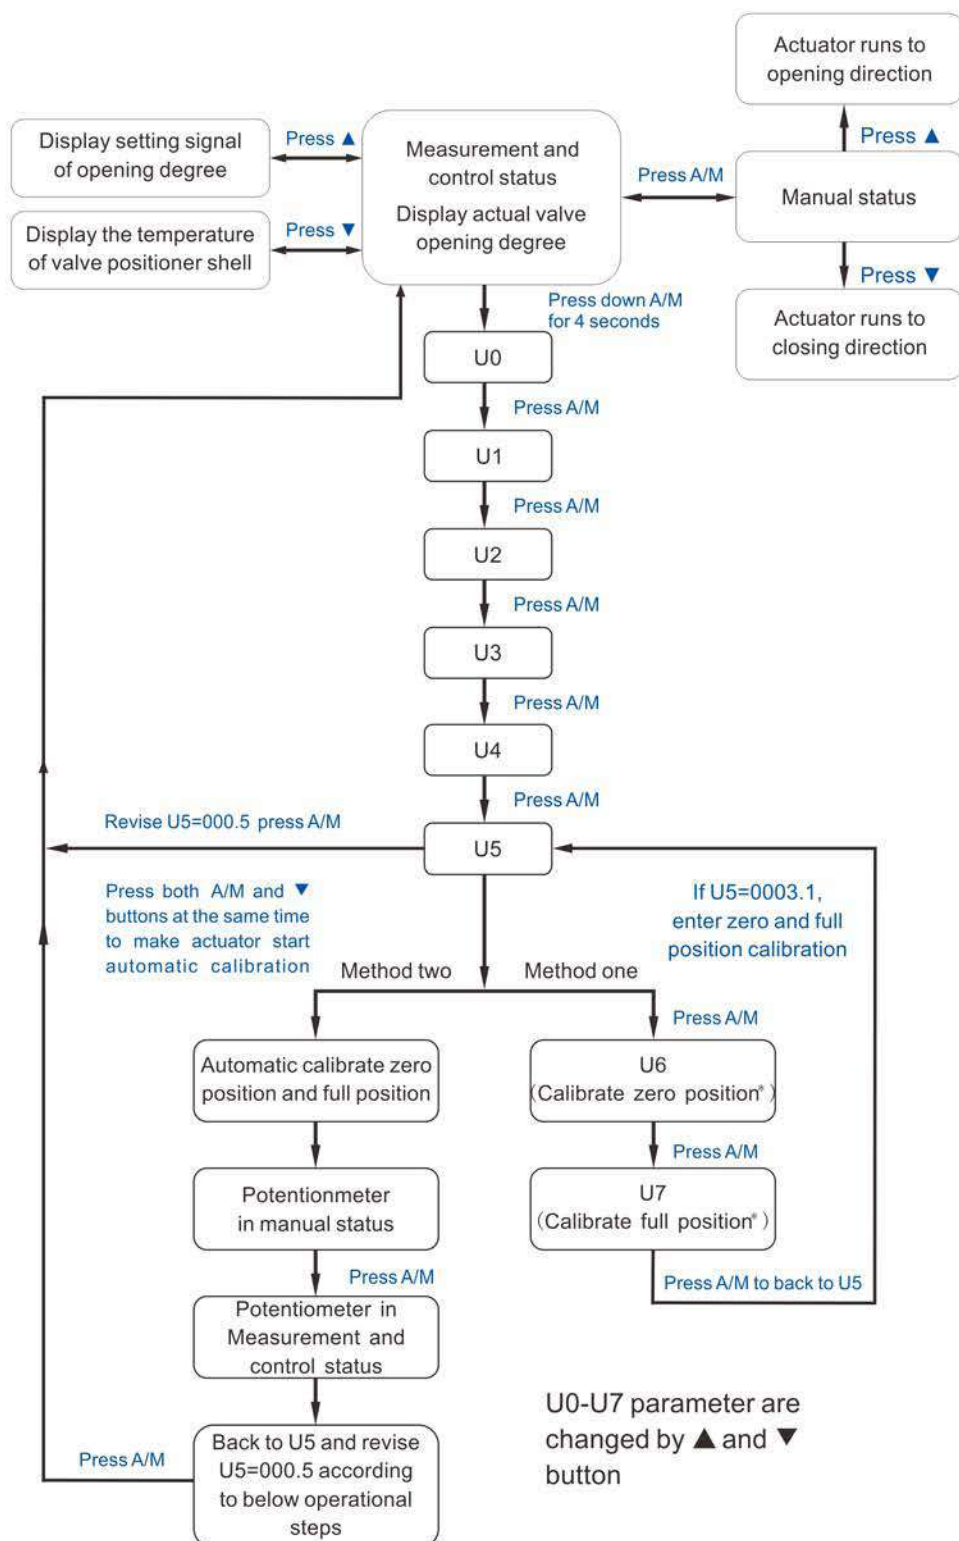 Actuator runs to
opening direction
Display setting signal
of opening degree
Press ▲
Measurement and
control status
Display actual valve
opening degree
Press A/M
Press ▲
Manual status
Display the temperature
of valve positioner shell
Press ▼
Press ▼
Actuator runs to
closing direction
Press down A/M
for 4 seconds
U0
Press A/M
U1
Press A/M
U2
Press A/M
U3
Press A/M
U4
Press A/M
Revise U5=000.5 press A/M
U5
Press both A/M and ▼
buttons at the same time
to make actuator start
automatic calibration
If U5=0003.1,
enter zero and full
position calibration
Method two
Method one
Press A/M
Automatic calibrate zero
position and full position
U6
(Calibrate zero position*)
Press A/M
Potentionmeter
in manual status
U7
(Calibrate full position*)
Press A/M
Press A/M to back to U5
Potentiometer in
Measurement and
control status
Press A/M
Back to U5 and revise
U5=000.5 according
to below operational
steps
U0-U7 parameter are
changed by ▲ and ▼
button